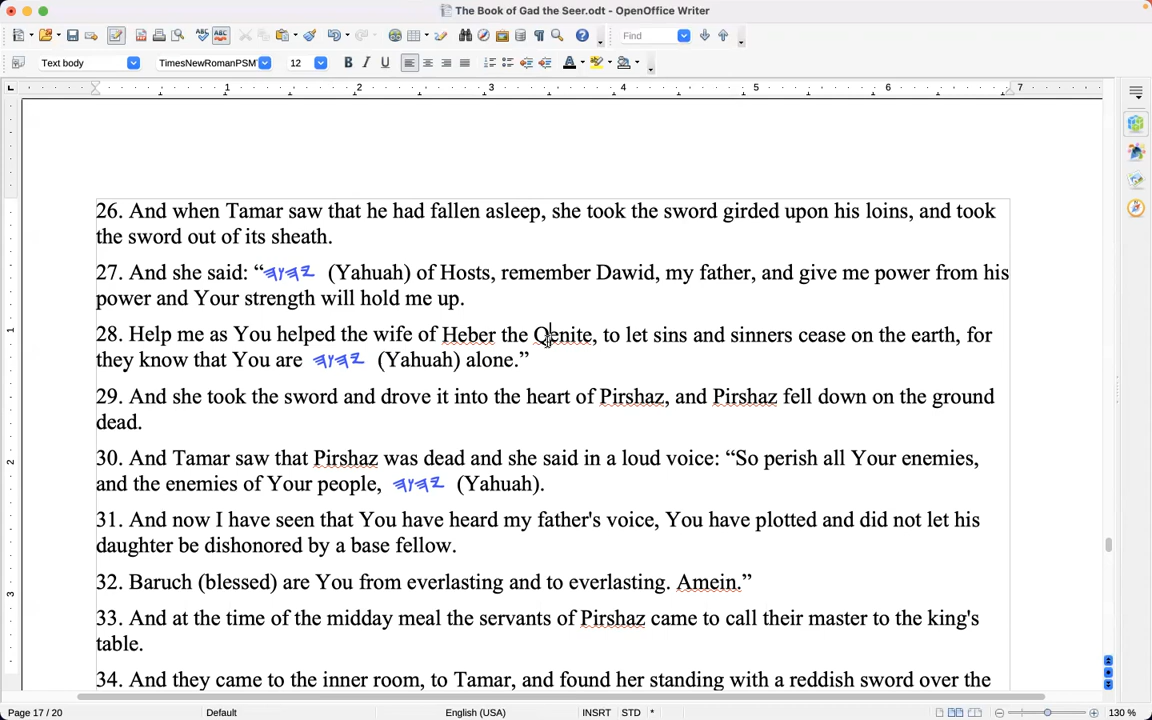 The Book of Gad the Seer.odt - OpenOffice Writer
Find
Text body TimesNewRomanPSMT 12
1 2 3 4 5 6 7
26. And when Tamar saw that he had fallen asleep, she took the sword girded upon his loins, and took
the sword out of its sheath.
27. And she said: “𐤉𐤄𐤅𐤄 (Yahuah) of Hosts, remember Dawid, my father, and give me power from his
power and Your strength will hold me up.
28. Help me as You helped the wife of Heber the Qenite, to let sins and sinners cease on the earth, for
they know that You are 𐤉𐤄𐤅𐤄 (Yahuah) alone.”
29. And she took the sword and drove it into the heart of Pirshaz, and Pirshaz fell down on the ground
dead.
30. And Tamar saw that Pirshaz was dead and she said in a loud voice: “So perish all Your enemies,
and the enemies of Your people, 𐤉𐤄𐤅𐤄 (Yahuah).
31. And now I have seen that You have heard my father's voice, You have plotted and did not let his
daughter be dishonored by a base fellow.
32. Baruch (blessed) are You from everlasting and to everlasting. Amein.”
33. And at the time of the midday meal the servants of Pirshaz came to call their master to the king's
table.
34. And they came to the inner room, to Tamar, and found her standing with a reddish sword over the
Page 17 / 20 Default English (USA) INSRT STD * 130 %